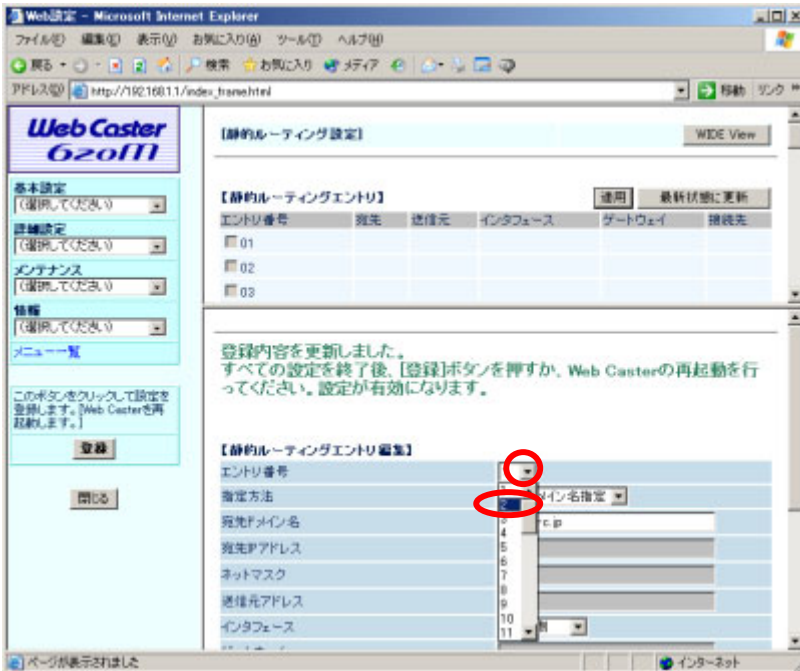 Web設定 - Microsoft Internet Explorer
ファイル(F) 編集(E) 表示(V) お気に入り(A) ツール(T) ヘルプ(H)
戻る 検索 お気に入り メディア
アドレス(D) http://192.168.1.1/index_frame.html 移動 リンク
Web Caster
620M
基本設定
(選択してください)
詳細設定
(選択してください)
メンテナンス
(選択してください)
情報
(選択してください)
メニュー一覧
このボタンをクリックして設定を
登録します。[Web Casterを再
起動します。]
登録
閉じる
[静的ルーティング設定] WIDE View
【静的ルーティングエントリ】 適用 最新状態に更新
エントリ番号 宛先 送信元 インタフェース ゲートウェイ 接続先
01
02
03
登録内容を更新しました。
すべての設定を終了後、[登録]ボタンを押すか、Web Casterの再起動を行
ってください。設定が有効になります。
【静的ルーティングエントリ編集】
エントリ番号
指定方法 メイン名指定
宛先ドメイン名 rc.jp
宛先IPアドレス
ネットマスク
送信元アドレス
インタフェース
1
2
3
4
5
6
7
8
9
10
11
ページが表示されました インターネット